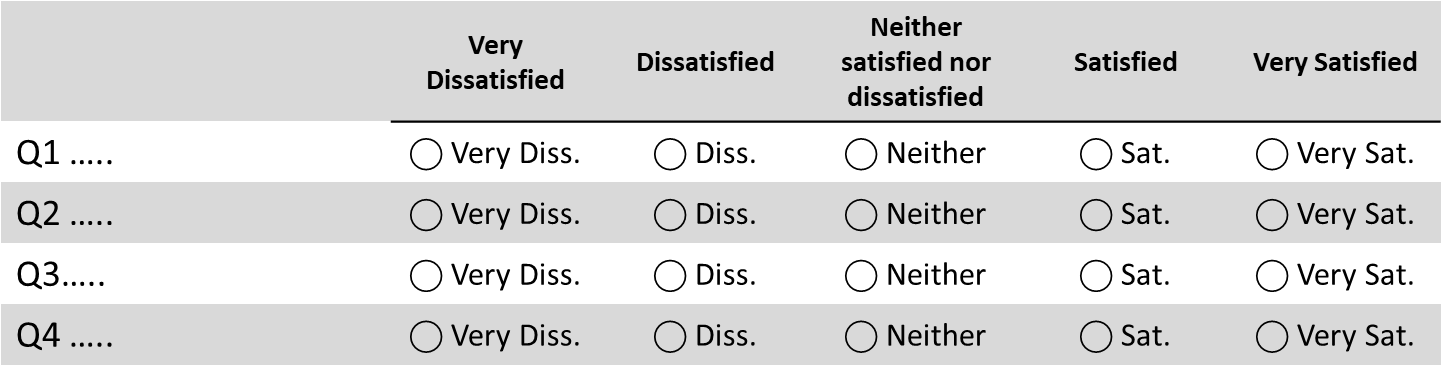 Very
Dissatisfied
Dissatisfied
Neither
satisfied nor
dissatisfied
Satisfied
Very Satisfied
Q1 ….. Very Diss. Diss. Neither Sat. Very Sat.
Q2 ….. Very Diss. Diss. Neither Sat. Very Sat.
Q3….. Very Diss. Diss. Neither Sat. Very Sat.
Q4 ….. Very Diss. Diss. Neither Sat. Very Sat.